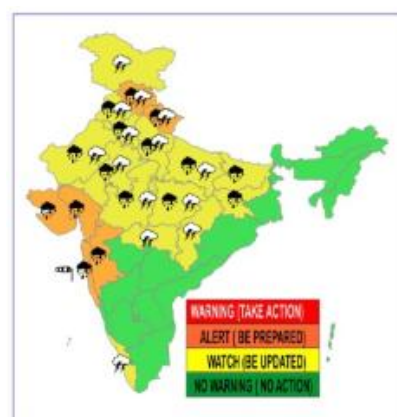 WARNING (TAKE ACTION)
ALERT ( BE PREPARED)
WATCH (BE UPDATED)
NO WARNING ( NO ACTION)